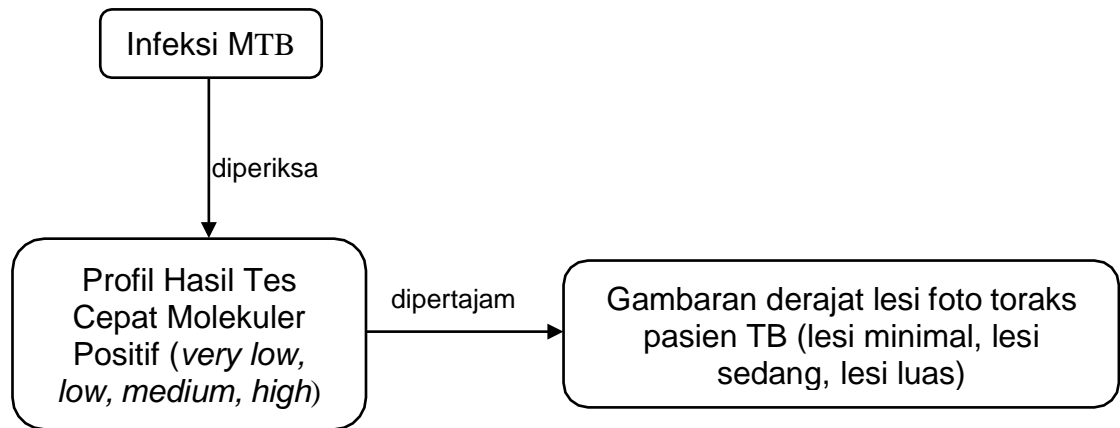 Infeksi MTB
diperiksa
Profil Hasil Tes
Cepat Molekuler
Positif (very low,
low, medium, high)
dipertajam
Gambaran derajat lesi foto toraks
pasien TB (lesi minimal, lesi
sedang, lesi luas)